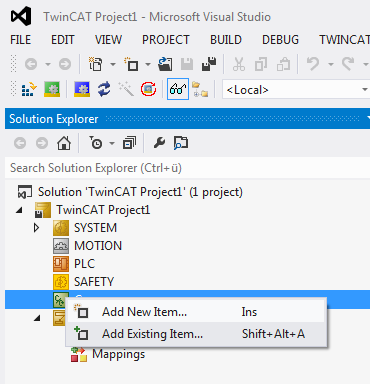 TwinCAT Project1 - Microsoft Visual Studio
FILE EDIT VIEW PROJECT BUILD DEBUG TWINCAT
<Local>
Solution Explorer
Search Solution Explorer (Ctrl+ü)
Solution 'TwinCAT Project1' (1 project)
TwinCAT Project1
SYSTEM
MOTION
PLC
SAFETY
Add New Item... Ins
Add Existing Item... Shift+Alt+A
Mappings